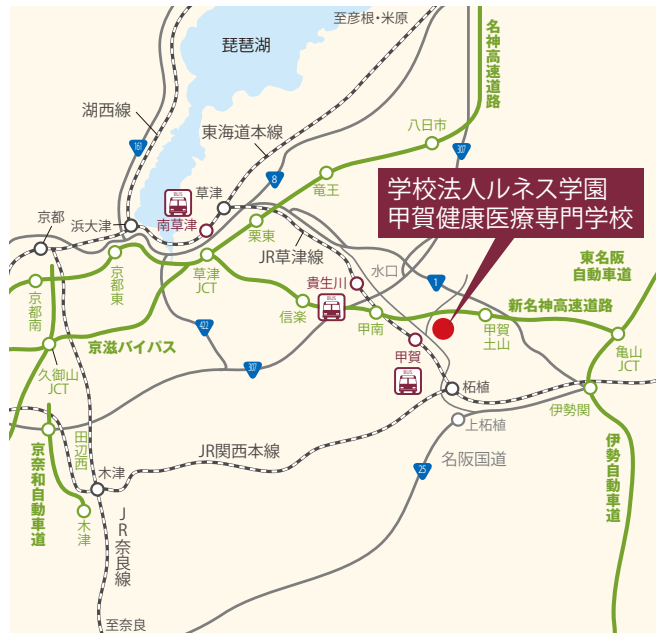 至彦根・米原
琵琶湖
名神高速道路
湖西線
東海道本線
八日市
161
307
8
BUS
草津
竜王
学校法人ルネス学園
甲賀健康医療専門学校
南草津
京都
浜大津
栗東
JR草津線
水口
東名阪
自動車道
京都東
草津
JCT
貴生川
1
新名神高速道路
京都南
BUS
信楽
甲南
甲賀
土山
422
京滋バイパス
亀山
JCT
久御山
JCT
307
甲賀
BUS
柘植
伊勢関
田辺西
上柘植
京奈和自動車道
JR関西本線
名阪国道
伊勢自動車道
木津
25
木津
JR奈良線
至奈良